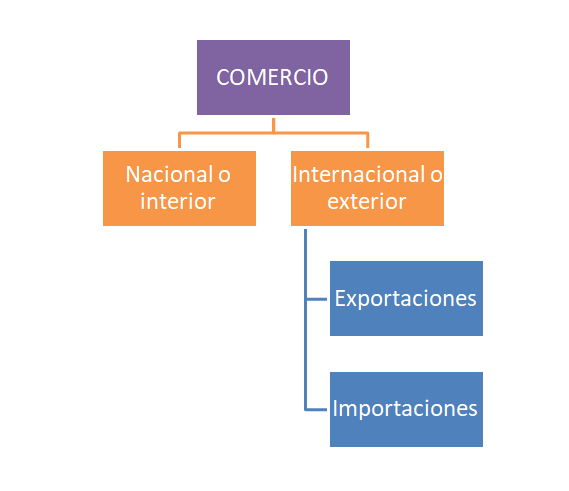 COMERCIO
Nacional o
interior
Internacional o
exterior
Exportaciones
Importaciones